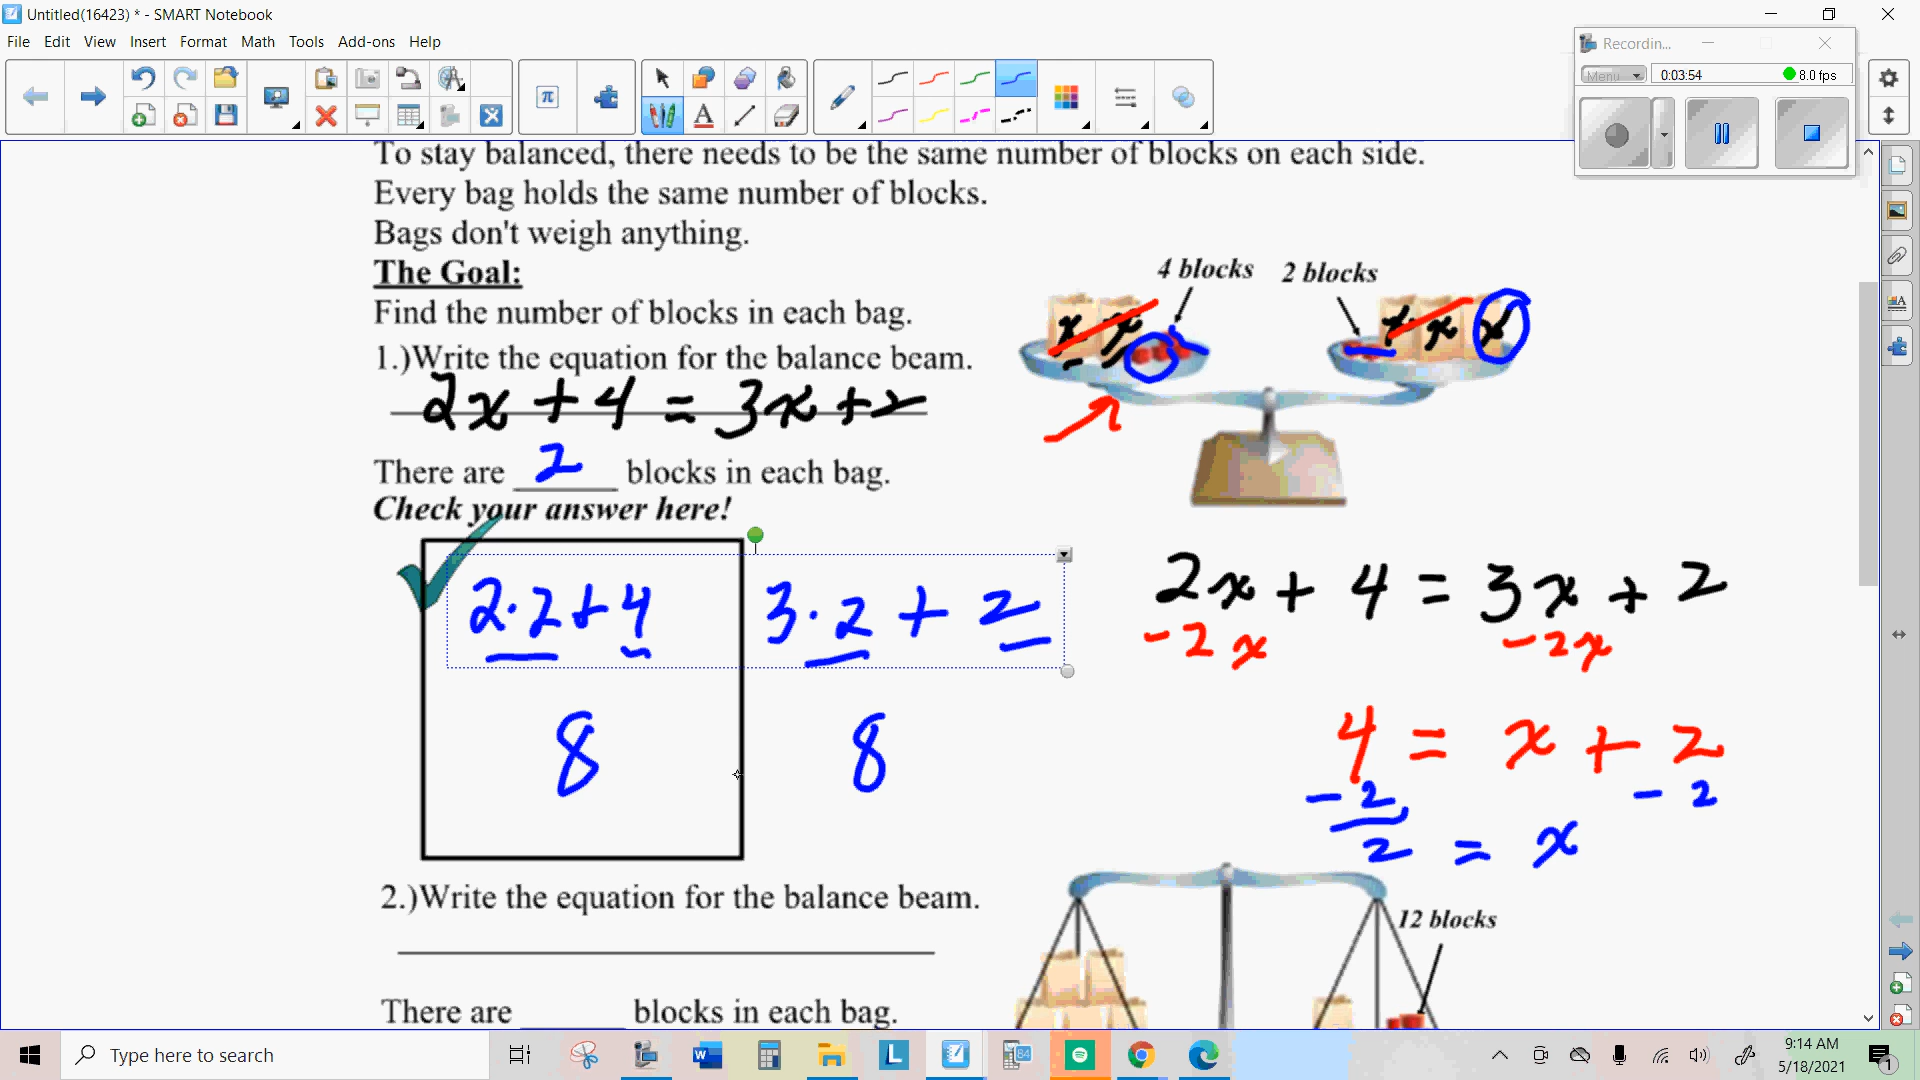 Untitled(16423) * - SMART Notebook
File Edit View Insert Format Math Tools Add-ons Help
Recordin...
Menu 0:03:54 8.0 fps
π
A
To stay balanced, there needs to be the same number of blocks on each side.
Every bag holds the same number of blocks.
Bags don't weigh anything.
The Goal:
Find the number of blocks in each bag.
4 blocks 2 blocks
x x x x x
1.)Write the equation for the balance beam.
2x + 4 = 3x + 2
There are 2 blocks in each bag.
Check your answer here!
2·2+4 3·2 + 2
8 8
2x + 4 = 3x + 2
-2x -2x
4 = x + 2
-2 - 2
2 = x
2.)Write the equation for the balance beam.
12 blocks
There are ______ blocks in each bag.
Type here to search
84
9:14 AM
5/18/2021
1